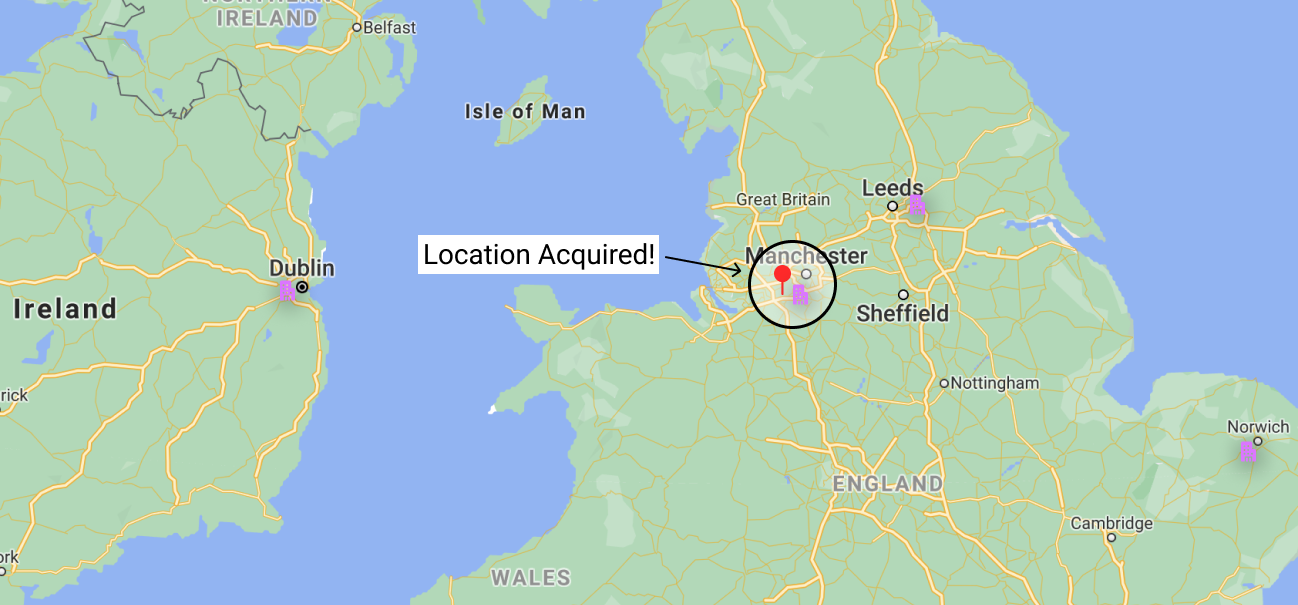 NORTHERN
IRELAND
Belfast
Isle of Man
Leeds
Great Britain
Location Acquired!
Manchester
Dublin
Ireland
Sheffield
Nottingham
rick
Norwich
ENGLAND
Cambridge
ork
WALES